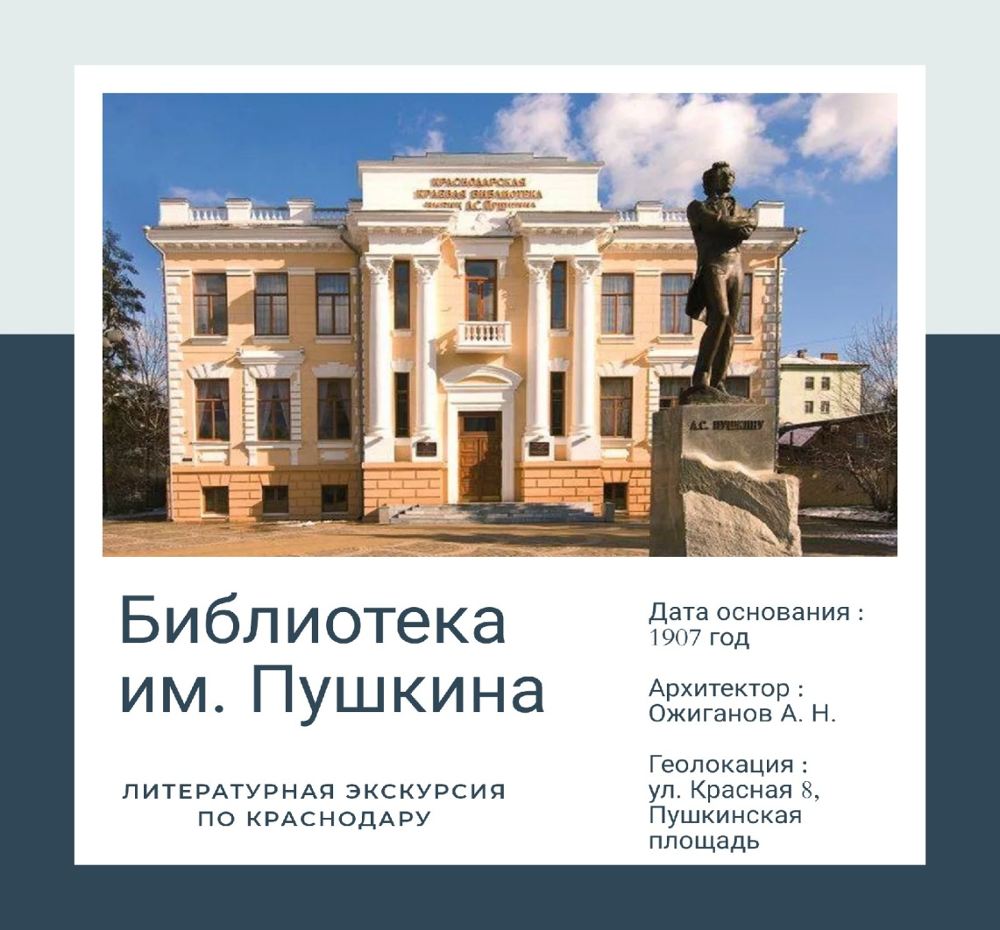 КРАСНОДАРСКАЯ
КРАЕВАЯ БИБЛИОТЕКА
имени А.С. Пушкина
А.С. ПУШКИНУ
Библиотека
им. Пушкина
ЛИТЕРАТУРНАЯ ЭКСКУРСИЯ
ПО КРАСНОДАРУ
Дата основания :
1907 год
Архитектор :
Ожиганов А. Н.
Геолокация :
ул. Красная 8,
Пушкинская
площадь